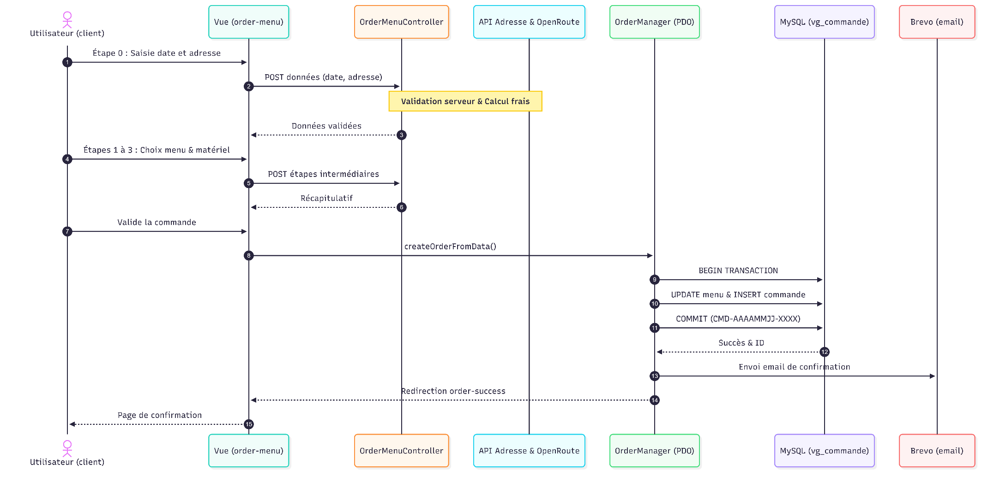 Utilisateur (client)
Vue (order-menu)
OrderMenuController
API Adresse & OpenRoute
OrderManager (PDO)
MySQL (vg_commande)
Brevo (email)
Étape 0 : Saisie date et adresse
1
POST données (date, adresse)
2
Validation serveur & Calcul frais
Données validées
3
Étapes 1 à 3 : Choix menu & matériel
4
POST étapes intermédiaires
5
Récapitulatif
6
Valide la commande
7
createOrderFromData()
8
BEGIN TRANSACTION
9
UPDATE menu & INSERT commande
10
COMMIT (CMD-AAAAMMJJ-XXXX)
11
Succès & ID
12
Envoi email de confirmation
13
Redirection order-success
14
Page de confirmation
15
Utilisateur (client)
Vue (order-menu)
OrderMenuController
API Adresse & OpenRoute
OrderManager (PDO)
MySQL (vg_commande)
Brevo (email)